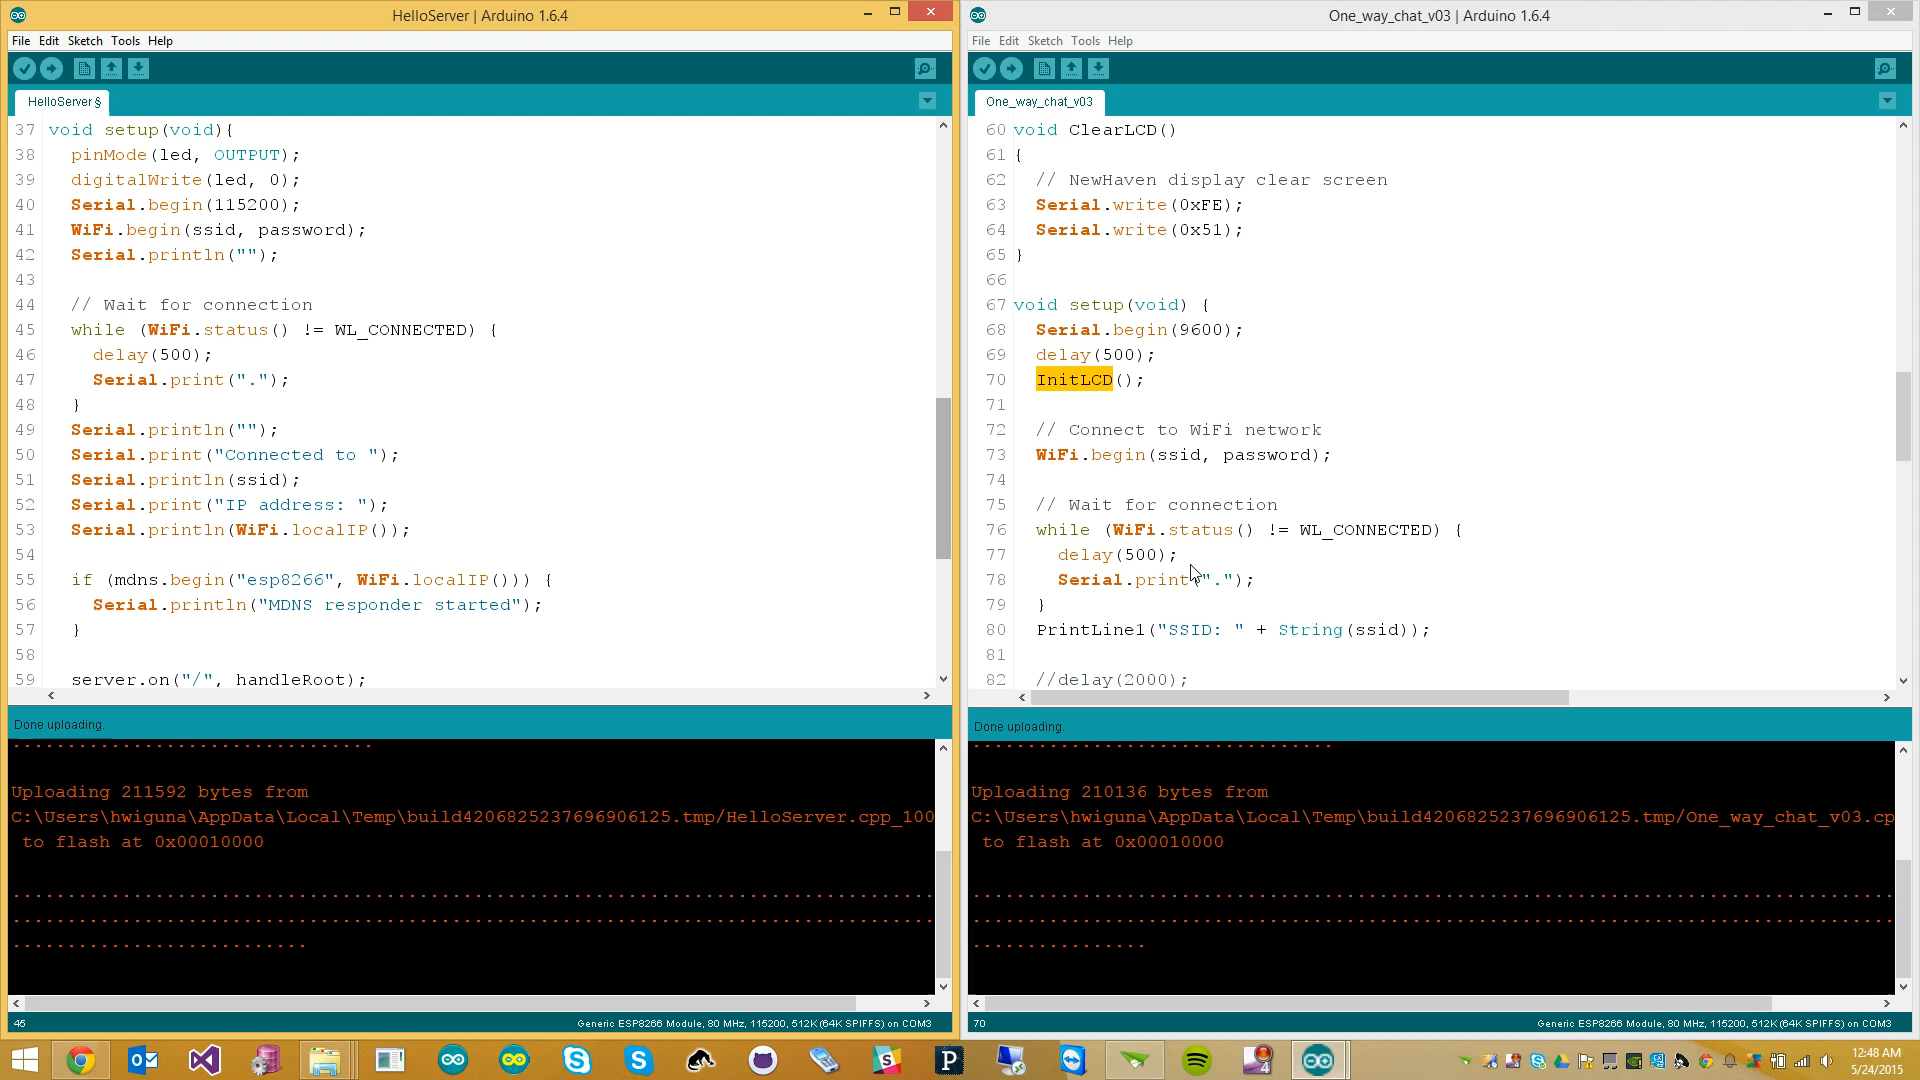 HelloServer | Arduino 1.6.4
File Edit Sketch Tools Help
HelloServer §
37 void setup(void){
38 pinMode(led, OUTPUT);
39 digitalWrite(led, 0);
40 Serial.begin(115200);
41 WiFi.begin(ssid, password);
42 Serial.println("");
43
44 // Wait for connection
45 while (WiFi.status() != WL_CONNECTED) {
46 delay(500);
47 Serial.print(".");
48 }
49 Serial.println("");
50 Serial.print("Connected to ");
51 Serial.println(ssid);
52 Serial.print("IP address: ");
53 Serial.println(WiFi.localIP());
54
55 if (mdns.begin("esp8266", WiFi.localIP())) {
56 Serial.println("MDNS responder started");
57 }
58
59 server.on("/", handleRoot);
Done uploading.
Uploading 211592 bytes from
C:\Users\hwiguna\AppData\Local\Temp\build4206825237696906125.tmp/HelloServer.cpp_100
to flash at 0x00010000
45
Generic ESP8266 Module, 80 MHz, 115200, 512K (64K SPIFFS) on COM3
One_way_chat_v03 | Arduino 1.6.4
File Edit Sketch Tools Help
One_way_chat_v03
60 void ClearLCD()
61 {
62 // NewHaven display clear screen
63 Serial.write(0xFE);
64 Serial.write(0x51);
65 }
66
67 void setup(void) {
68 Serial.begin(9600);
69 delay(500);
70 InitLCD();
71
72 // Connect to WiFi network
73 WiFi.begin(ssid, password);
74
75 // Wait for connection
76 while (WiFi.status() != WL_CONNECTED) {
77 delay(500);
78 Serial.print(".");
79 }
80 PrintLine1("SSID: " + String(ssid));
81
82 //delay(2000);
Done uploading.
Uploading 210136 bytes from
C:\Users\hwiguna\AppData\Local\Temp\build4206825237696906125.tmp/One_way_chat_v03.cp
to flash at 0x00010000
70
Generic ESP8266 Module, 80 MHz, 115200, 512K (64K SPIFFS) on COM3
12:48 AM
5/24/2015